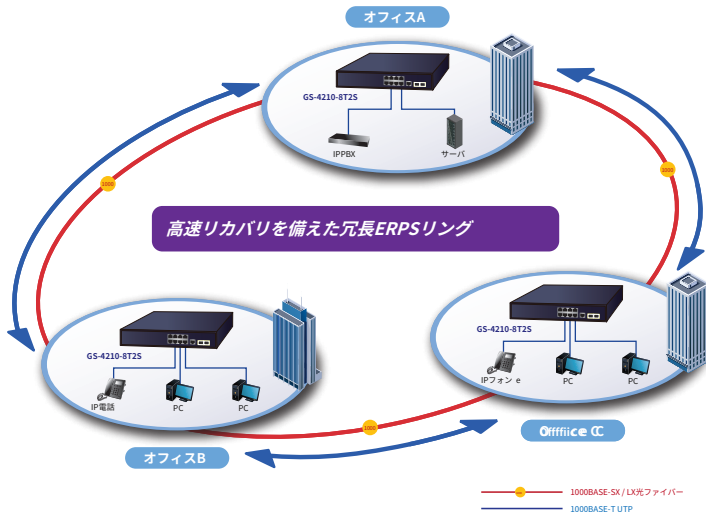 オフィスA
GS-4210-8T2S
IPPBX
サーバ
1000
1000
高速リカバリを備えた冗長ERPSリング
GS-4210-8T2S
IP電話
PC
PC
GS-4210-8T2S
IPフォン e
PC
PC
1000
オフィスB
Offffiice CC
1000BASE-SX / LX光ファイバー
1000BASE-T UTP